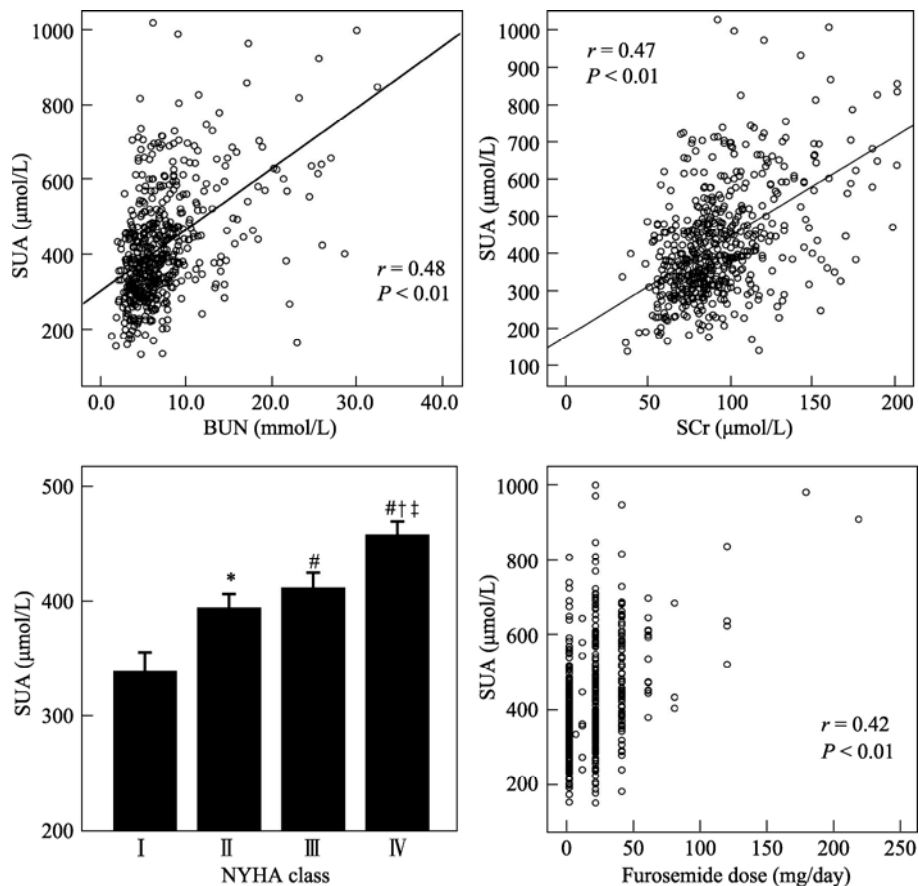 1000
800
600
400
200
SUA (μmol/L)
r = 0.48
P < 0.01
0.0 10.0 20.0 30.0 40.0
BUN (mmol/L)
1000
900
800
700
600
500
400
300
200
100
SUA (μmol/L)
r = 0.47
P < 0.01
0 50 100 150 200
SCr (μmol/L)
500
400
300
200
SUA (μmol/L)
*
#
#†‡
Ⅰ Ⅱ Ⅲ Ⅳ
NYHA class
1000
800
600
400
200
SUA (μmol/L)
r = 0.42
P < 0.01
0 50 100 150 200 250
Furosemide dose (mg/day)